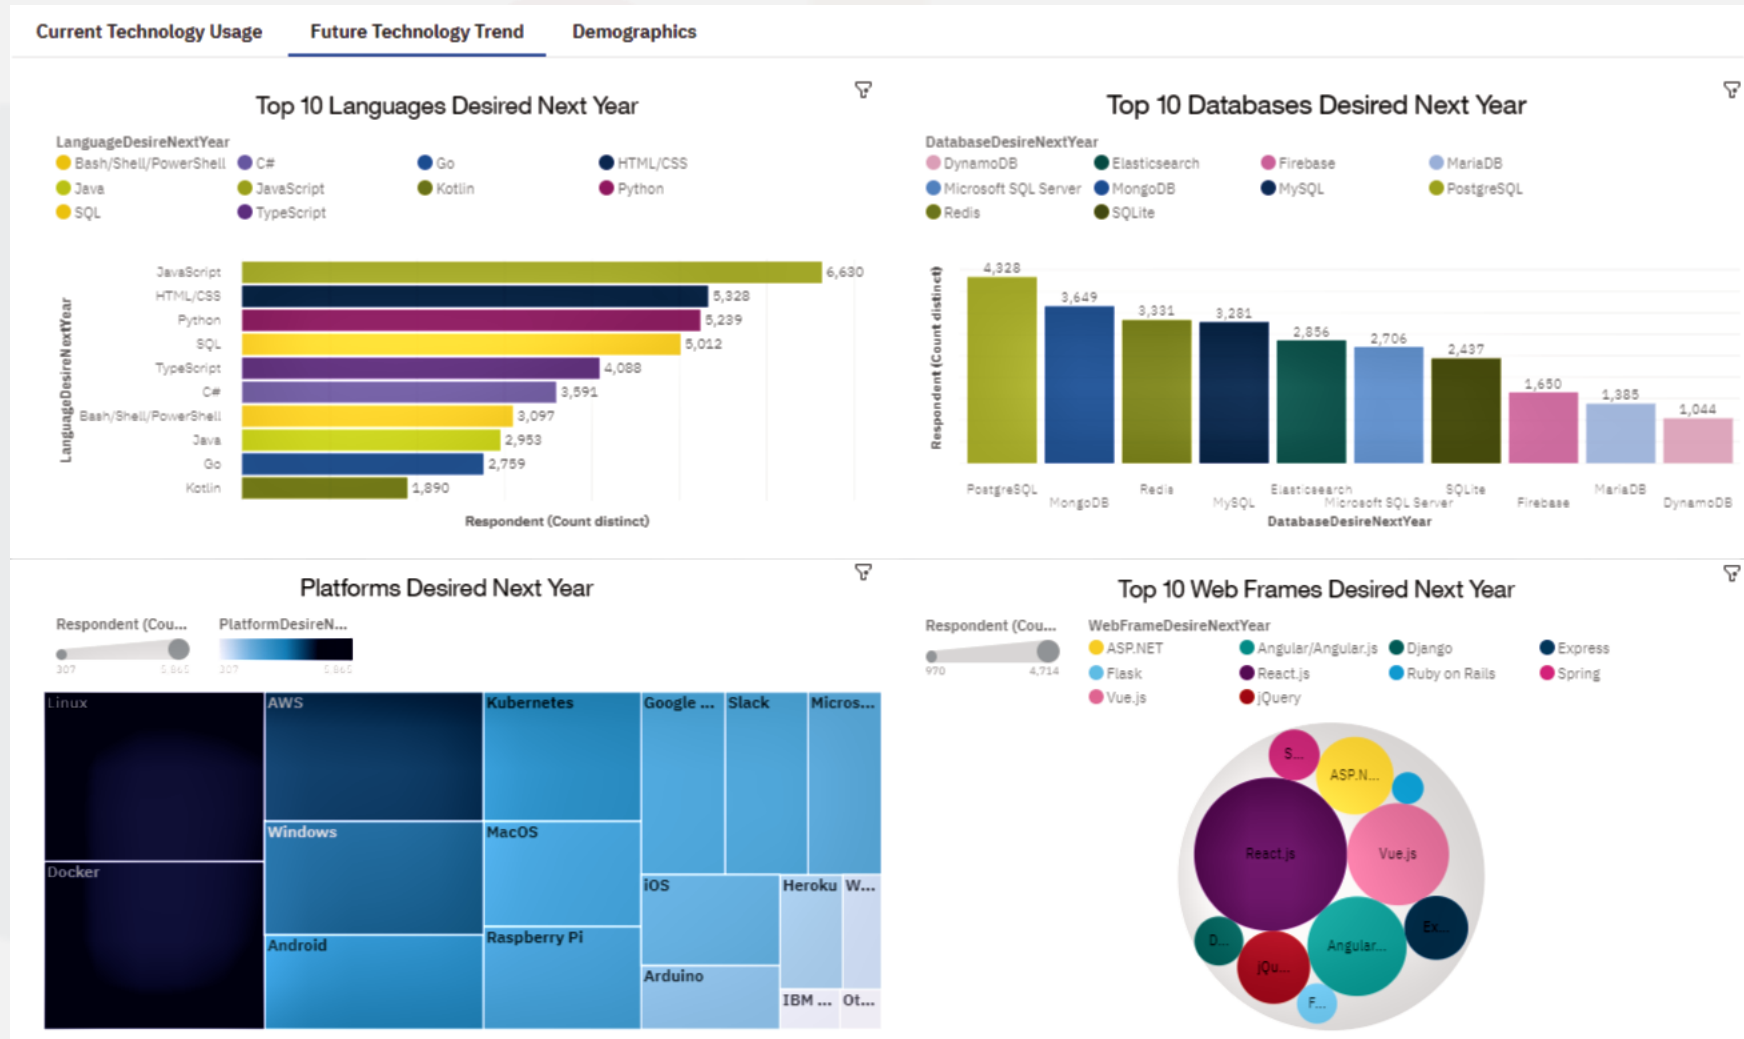 Current Technology Usage Future Technology Trend Demographics
Top 10 Languages Desired Next Year
LanguageDesireNextYear
Bash/Shell/PowerShell C# Go HTML/CSS
Java JavaScript Kotlin Python
SQL TypeScript
LanguageDesireNextYear
JavaScript 6,630
HTML/CSS 5,328
Python 5,239
SQL 5,012
TypeScript 4,088
C# 3,591
Bash/Shell/PowerShell 3,097
Java 2,953
Go 2,759
Kotlin 1,890
Respondent (Count distinct)
Top 10 Databases Desired Next Year
DatabaseDesireNextYear
DynamoDB Elasticsearch Firebase MariaDB
Microsoft SQL Server MongoDB MySQL PostgreSQL
Redis SQLite
Respondent (Count distinct)
4,328 3,649 3,331 3,281 2,856 2,706 2,437 1,650 1,385 1,044
PostgreSQL Redis Elasticsearch SQLite MariaDB
MongoDB MySQL Microsoft SQL Server Firebase DynamoDB
DatabaseDesireNextYear
Platforms Desired Next Year
Respondent (Cou... PlatformDesireN...
307 5,865 307 5,865
Linux AWS Kubernetes Google ... Slack Micros...
Windows MacOS
Docker
iOS Heroku W...
Android Raspberry Pi
Arduino
IBM ... Ot...
Top 10 Web Frames Desired Next Year
Respondent (Cou... WebFrameDesireNextYear
970 4,714
ASP.NET Angular/Angular.js Django Express
Flask React.js Ruby on Rails Spring
Vue.js jQuery
S...
ASP.N...
React.js Vue.js
Ex...
D... Angular...
jQu...
F...